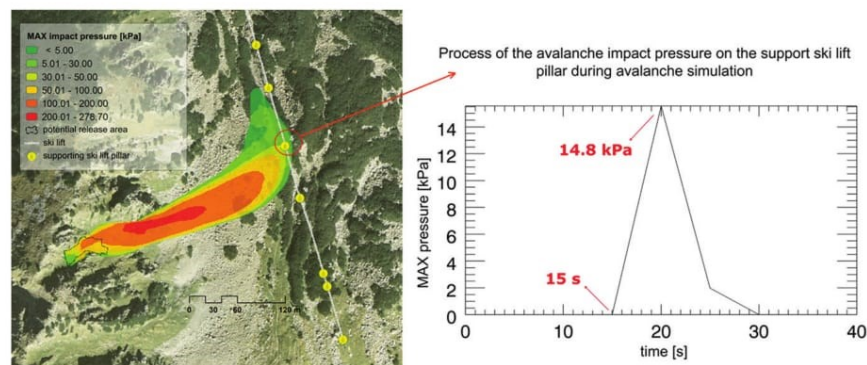 MAX impact pressure [kPa]
< 5.00
5.01 - 30.00
30.01 - 50.00
50.01 - 100.00
100.01 - 200.00
200.01 - 278.70
potential release area
ski lift
supporting ski lift pillar
0 30 60 120 m
Process of the avalanche impact pressure on the support ski lift
pillar during avalanche simulation
MAX pressure [kPa]
14
12
10
8
6
4
2
0
14.8 kPa
15 s
0 10 20 30 40
time [s]